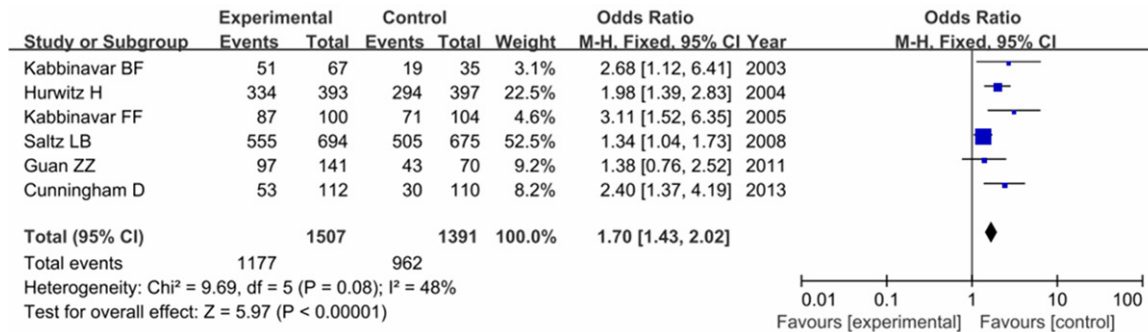 Experimental Control Odds Ratio Odds Ratio
Study or Subgroup Events Total Events Total Weight M-H, Fixed, 95% CI Year M-H, Fixed, 95% CI
Kabbinavar BF 51 67 19 35 3.1% 2.68 [1.12, 6.41] 2003
Hurwitz H 334 393 294 397 22.5% 1.98 [1.39, 2.83] 2004
Kabbinavar FF 87 100 71 104 4.6% 3.11 [1.52, 6.35] 2005
Saltz LB 555 694 505 675 52.5% 1.34 [1.04, 1.73] 2008
Guan ZZ 97 141 43 70 9.2% 1.38 [0.76, 2.52] 2011
Cunningham D 53 112 30 110 8.2% 2.40 [1.37, 4.19] 2013
Total (95% CI) 1507 1391 100.0% 1.70 [1.43, 2.02]
Total events 1177 962
Heterogeneity: Chi² = 9.69, df = 5 (P = 0.08); I² = 48%
Test for overall effect: Z = 5.97 (P < 0.00001)
0.01 0.1 1 10 100
Favours [experimental] Favours [control]